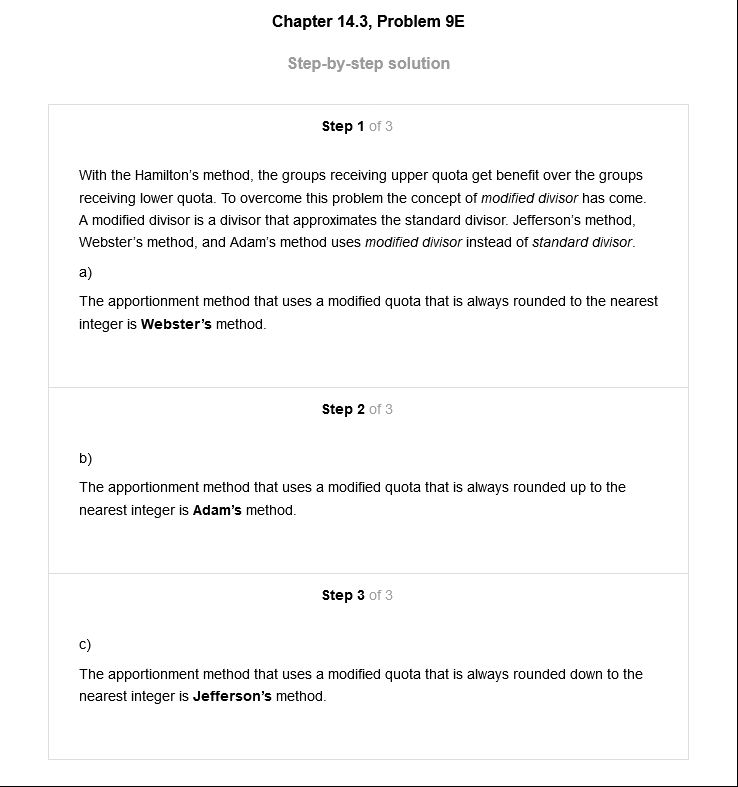 Chapter 14.3, Problem 9E
Step-by-step solution
Step 1 of 3
With the Hamilton's method, the groups receiving upper quota get benefit over the groups
receiving lower quota. To overcome this problem the concept of modified divisor has come.
A modified divisor is a divisor that approximates the standard divisor. Jefferson's method,
Webster's method, and Adam's method uses modified divisor instead of standard divisor.
a)
The apportionment method that uses a modified quota that is always rounded to the nearest
integer is Webster's method.
Step 2 of 3
b)
The apportionment method that uses a modified quota that is always rounded up to the
nearest integer is Adam's method.
Step 3 of 3
c)
The apportionment method that uses a modified quota that is always rounded down to the
nearest integer is Jefferson's method.